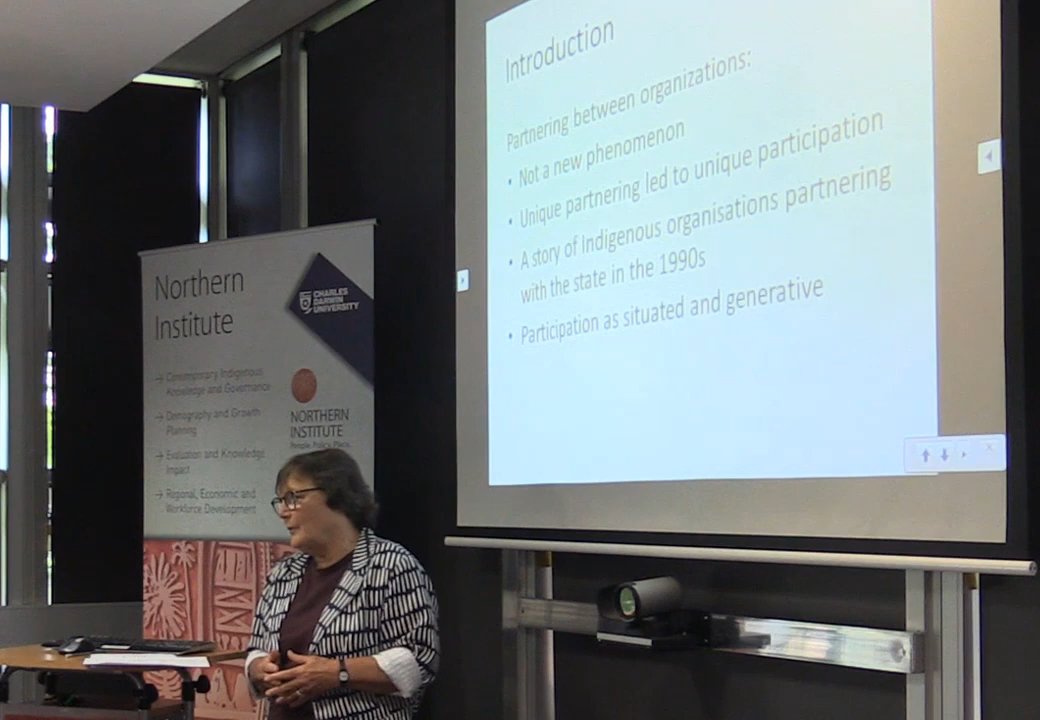 Introduction
Partnering between organizations:
• Not a new phenomenon
• Unique partnering led to unique participation
• A story of Indigenous organisations partnering
with the state in the 1990s
• Participation as situated and generative
Northern
Institute
CHARLES
DARWIN
UNIVERSITY
→ Contemporary Indigenous
Knowledge and Governance
→ Demography and Growth
Planning
→ Evaluation and Knowledge
Impact
→ Regional, Economic and
Workforce Development
NORTHERN
INSTITUTE
People. Policy. Place.